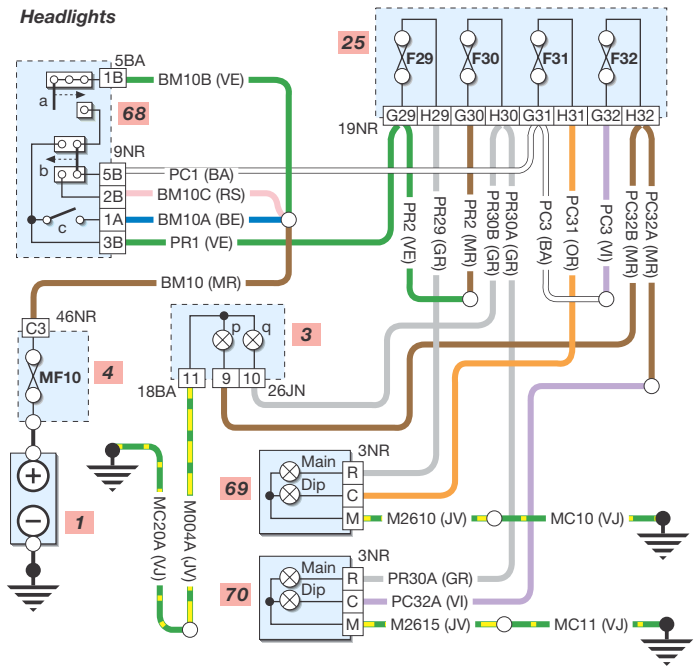 Headlights
5BA
1B
BM10B (VE)
a
68
9NR
b
5B
PC1 (BA)
2B
BM10C (RS)
c
1A
BM10A (BE)
3B
PR1 (VE)
BM10 (MR)
25
F29
F30
F31
F32
19NR
G29
H29
G30
H30
G31
H31
G32
H32
PR2 (VE)
PR29 (GR)
PR2 (MR)
PR30B (GR)
PR30A (GR)
PC3 (BA)
PC31 (OR)
PC3 (VI)
PC32B (MR)
PC32A (MR)
46NR
C3
MF10
4
+
−
1
p
q
3
18BA
11
9
10
26JN
MC20A (VJ)
M004A (JV)
69
Main
Dip
3NR
R
C
M
M2610 (JV)
MC10 (VJ)
70
Main
Dip
3NR
R
C
M
PR30A (GR)
PC32A (VI)
M2615 (JV)
MC11 (VJ)